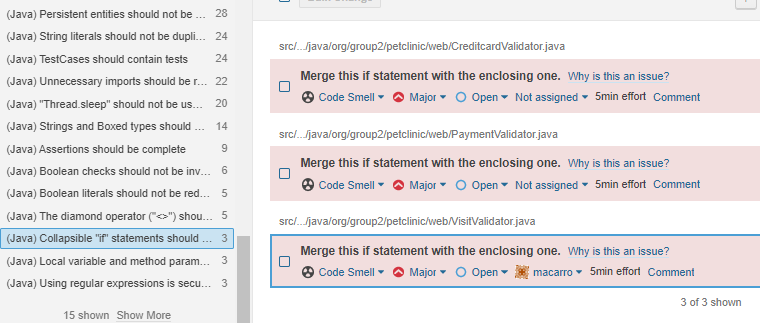 (Java) Persistent entities should not be ... 28
(Java) String literals should not be dupli... 24
(Java) TestCases should contain tests 24
(Java) Unnecessary imports should be r... 22
(Java) "Thread.sleep" should not be us... 20
(Java) Strings and Boxed types should ... 14
(Java) Assertions should be complete 9
(Java) Boolean checks should not be inv... 6
(Java) Boolean literals should not be red... 5
(Java) The diamond operator ("<>") shou... 5
(Java) Collapsible "if" statements should ... 3
(Java) Local variable and method param... 3
(Java) Using regular expressions is secu... 3
15 shown Show More
Bulk Change
src/.../java/org/group2/petclinic/web/CreditcardValidator.java
Merge this if statement with the enclosing one. Why is this an issue?
Code Smell Major Open Not assigned 5min effort Comment
src/.../java/org/group2/petclinic/web/PaymentValidator.java
Merge this if statement with the enclosing one. Why is this an issue?
Code Smell Major Open Not assigned 5min effort Comment
src/.../java/org/group2/petclinic/web/VisitValidator.java
Merge this if statement with the enclosing one. Why is this an issue?
Code Smell Major Open macarro 5min effort Comment
3 of 3 shown